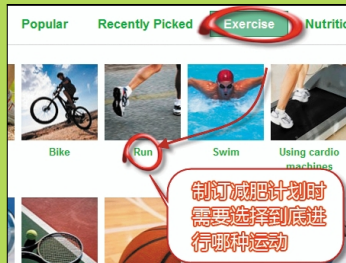 Popular Recently Picked Exercise Nutriti
Bike Run Swim Using cardio
machines
制订减肥计划时
需要选择到底进
行哪种运动